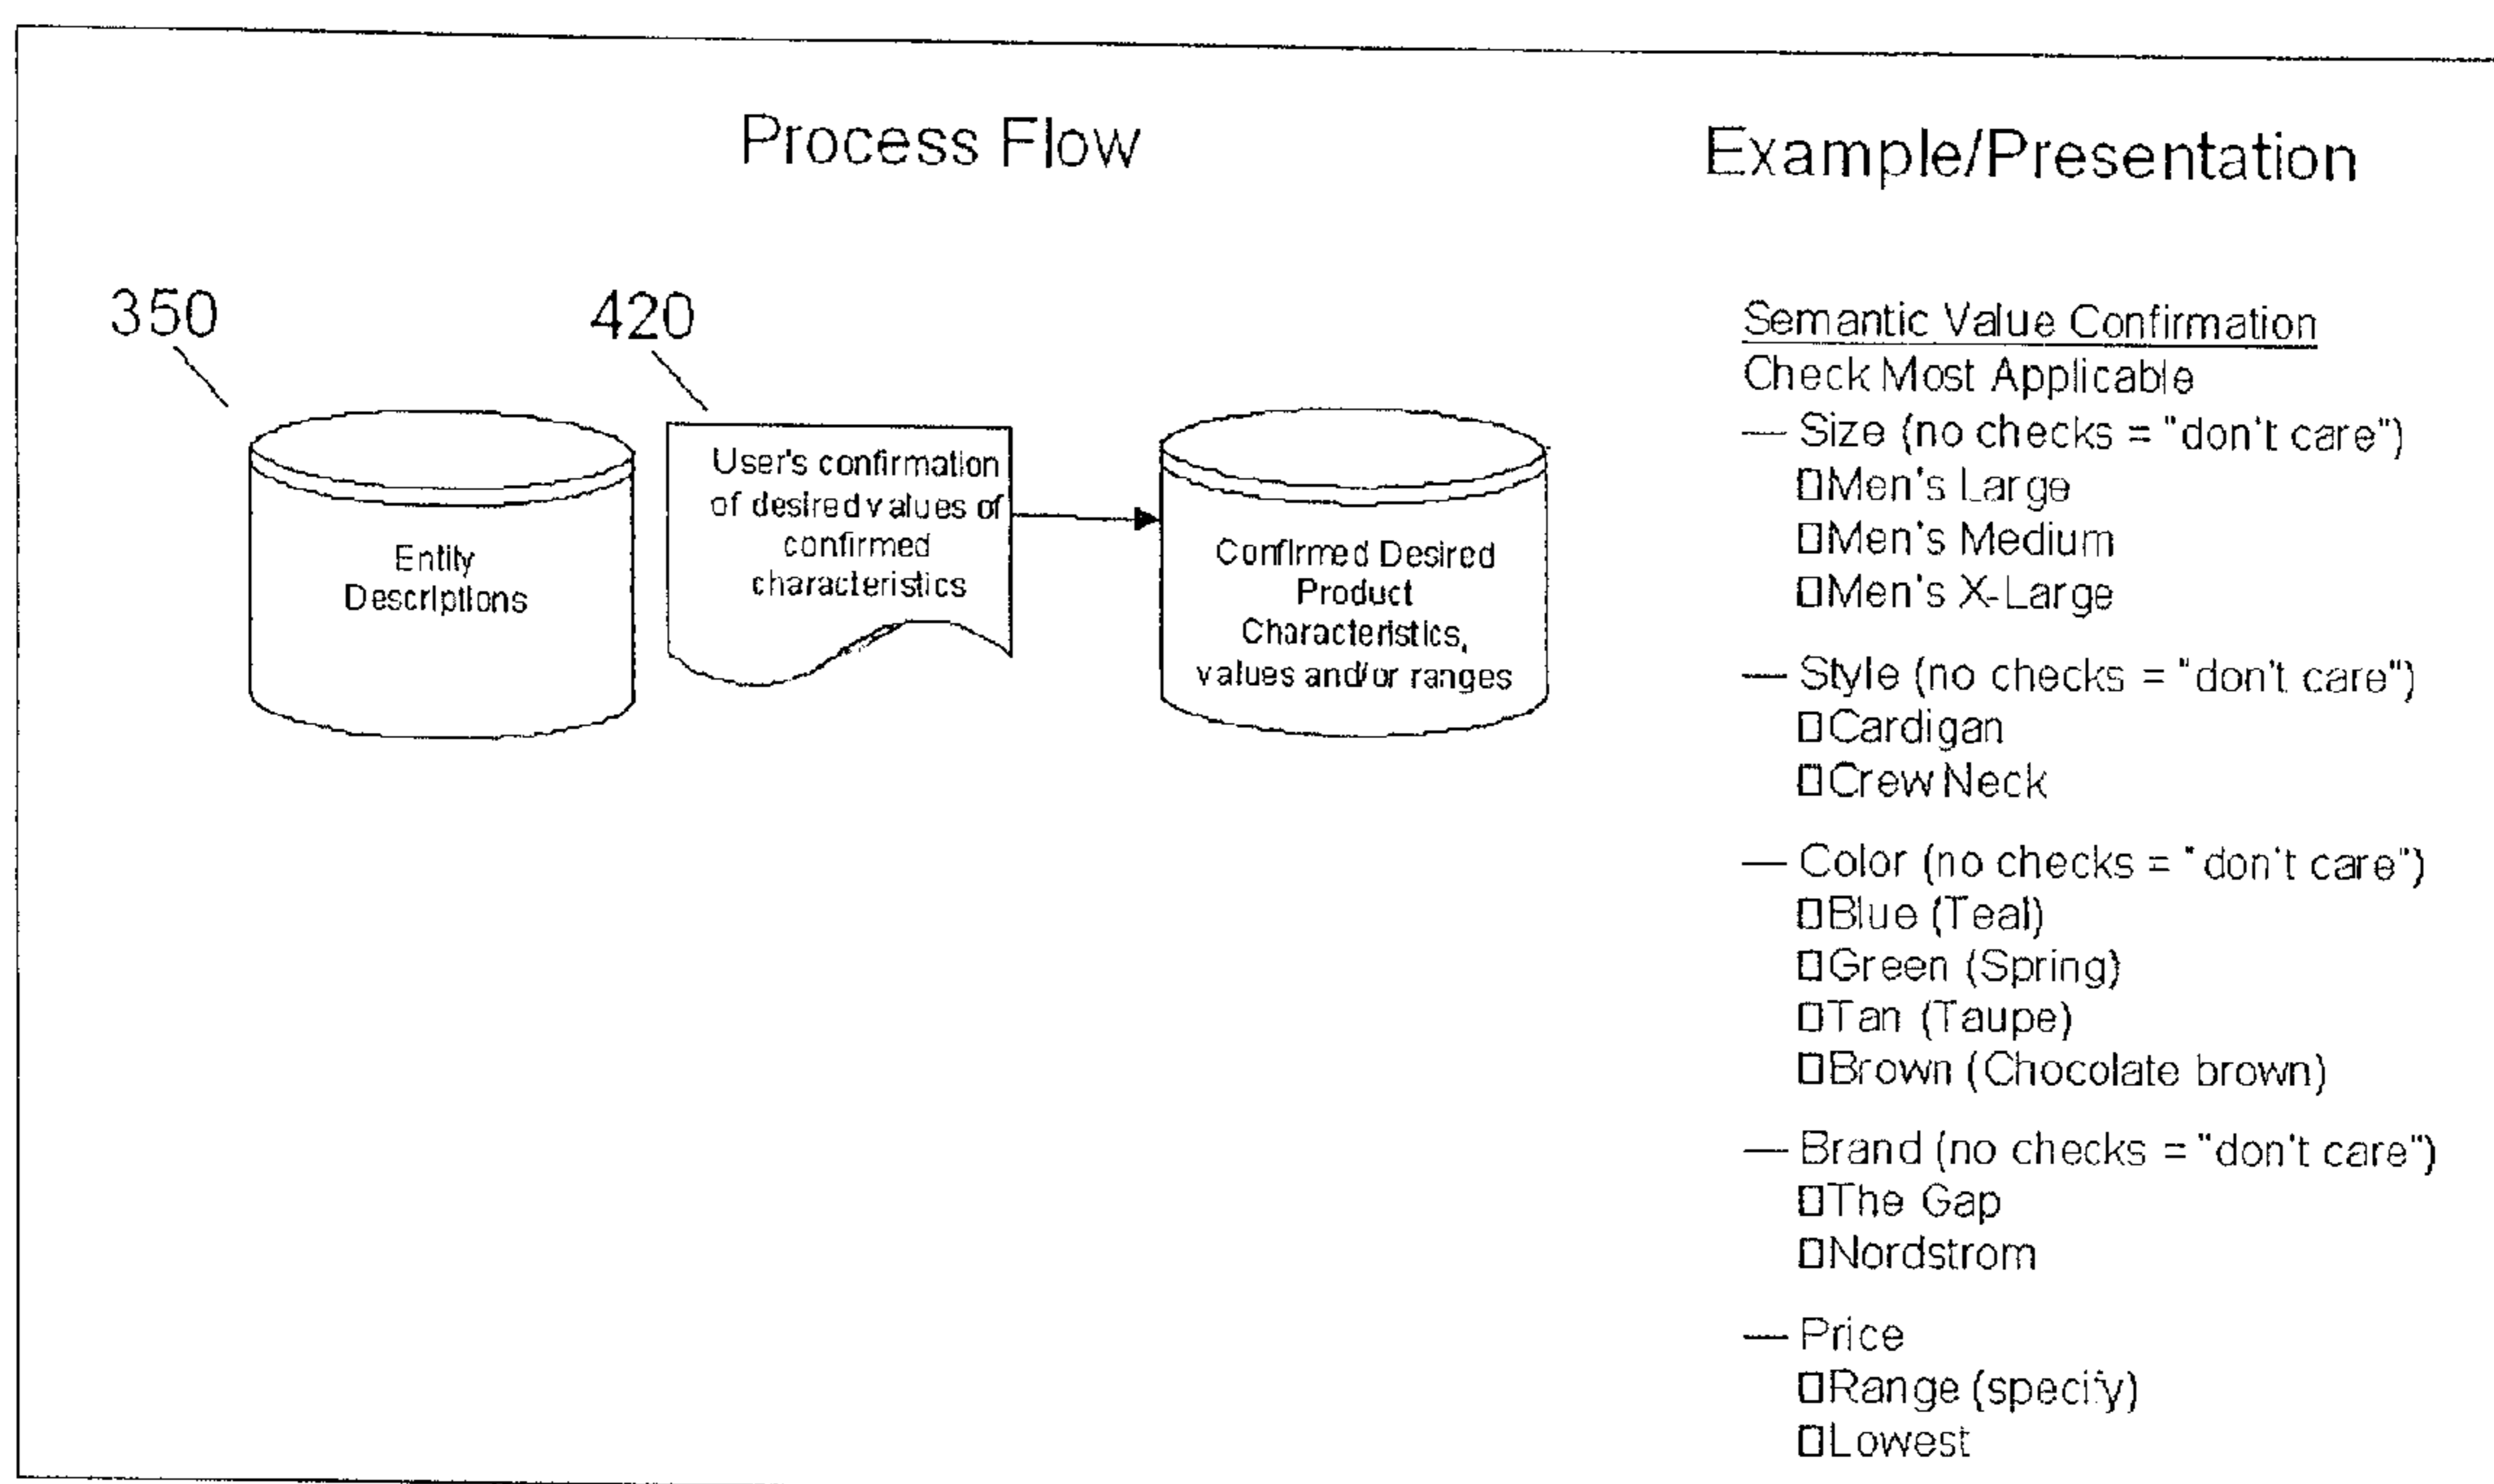 Process Flow
Example/Presentation
350
420
Entity
Descriptions
User's confirmation
of desired values of
confirmed
characteristics
Confirmed Desired
Product
Characteristics,
values and/or ranges
Semantic Value Confirmation
Check Most Applicable
— Size (no checks = "don't care")
☐Men's Large
☐Men's Medium
☐Men's X-Large
— Style (no checks = "don't care")
☐Cardigan
☐Crew Neck
— Color (no checks = "don't care")
☐Blue (Teal)
☐Green (Spring)
☐Tan (Taupe)
☐Brown (Chocolate brown)
— Brand (no checks = "don't care")
☐The Gap
☐Nordstrom
— Price
☐Range (specify)
☐Lowest